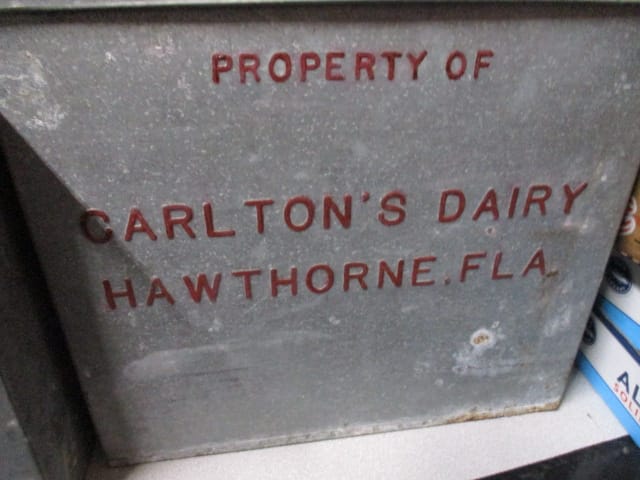 PROPERTY OF
CARLTON'S DAIRY
HAWTHORNE.FLA.